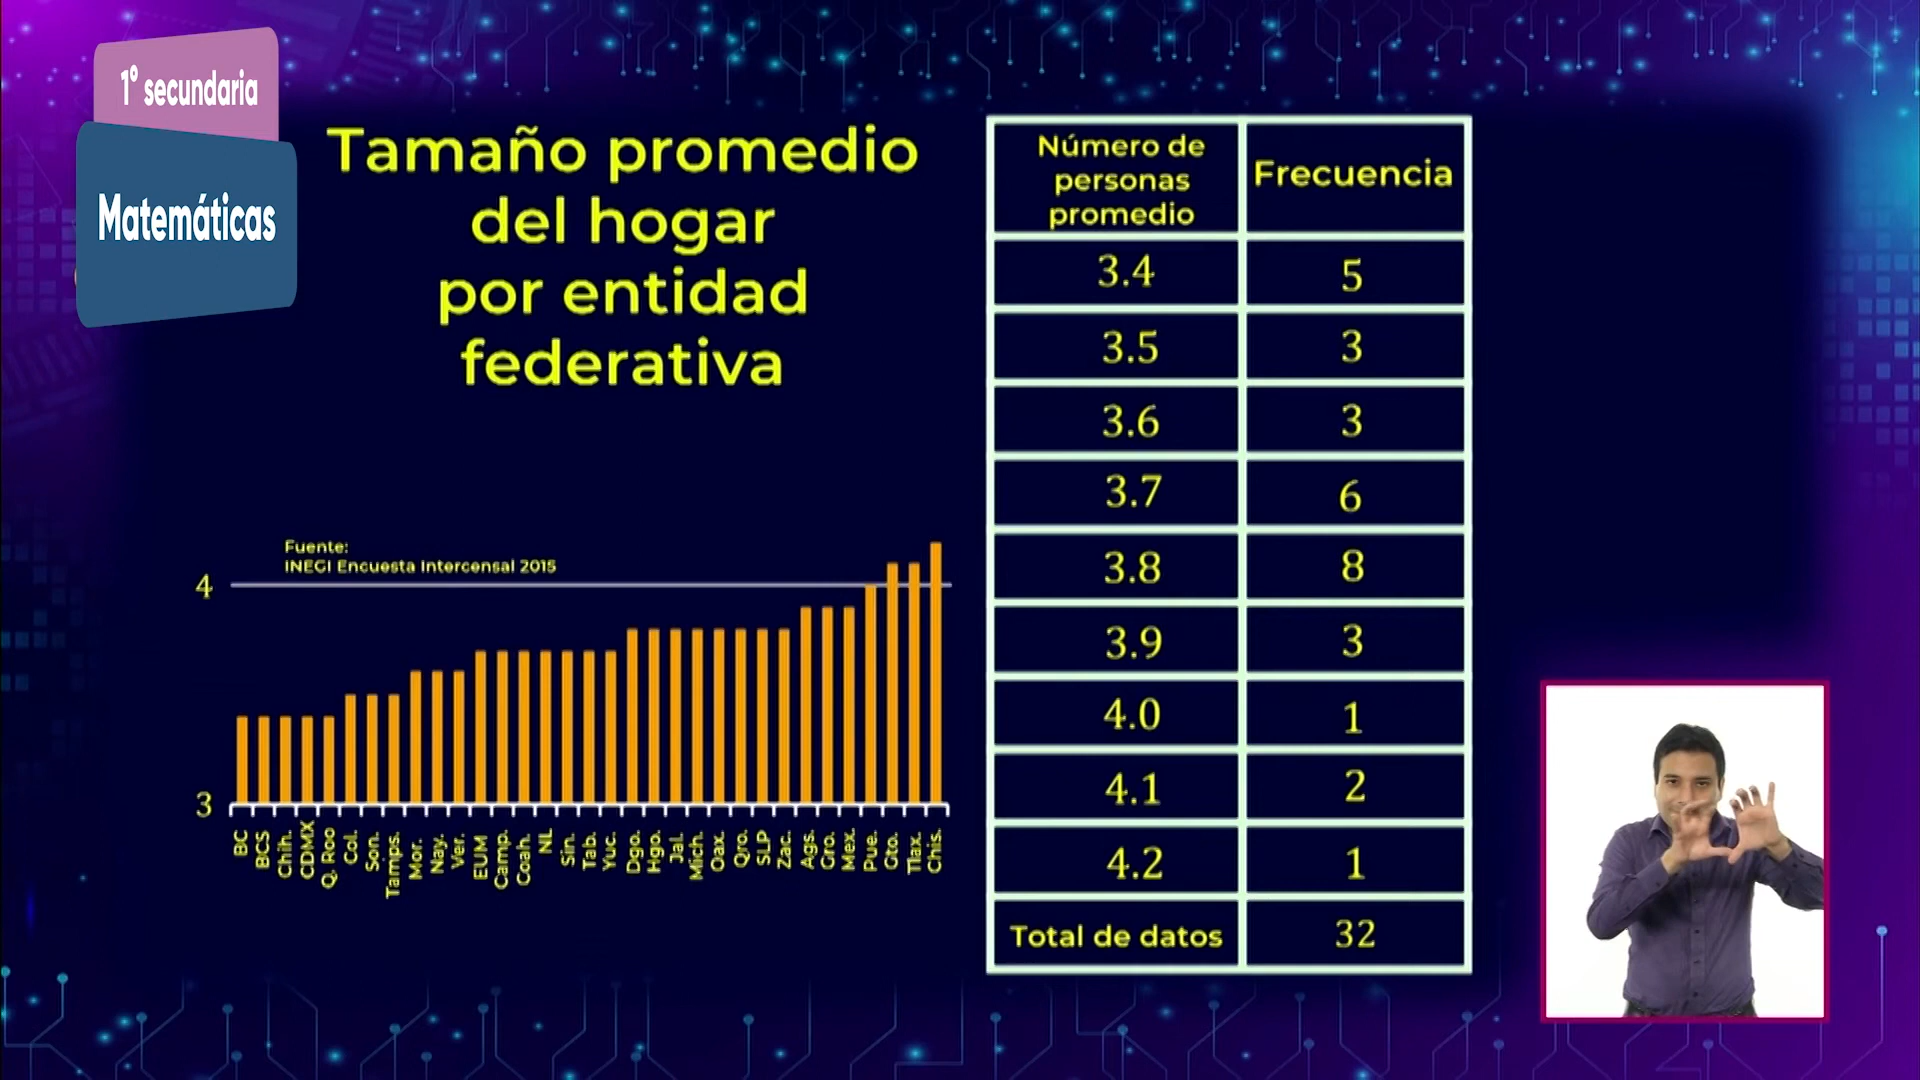 1° secundaria
Matemáticas
Tamaño promedio
del hogar
por entidad
federativa
Fuente:
INEGI Encuesta Intercensal 2015
4
3
BC
BCS
Chih.
CDMX
Q. Roo
Col.
Son.
Tamps.
Mor.
Nay.
Ver.
EUM
Camp.
Coah.
NL
Sin.
Tab.
Yuc.
Dgo.
Hgo.
Jal.
Mich.
Oax.
Qro.
SLP
Zac.
Ags.
Gro.
Mex.
Pue.
Gto.
Tlax.
Chis.
Número de
personas
promedio
Frecuencia
3.4 5
3.5 3
3.6 3
3.7 6
3.8 8
3.9 3
4.0 1
4.1 2
4.2 1
Total de datos 32